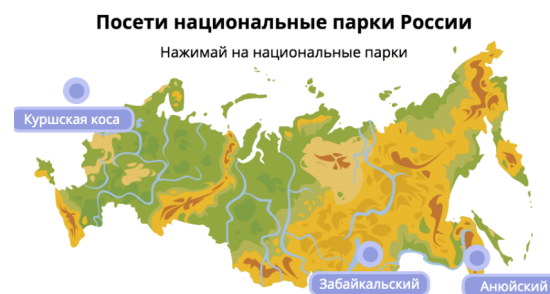 Посети национальные парки России
Нажимай на национальные парки
Куршская коса
Забайкальский
Анюйский